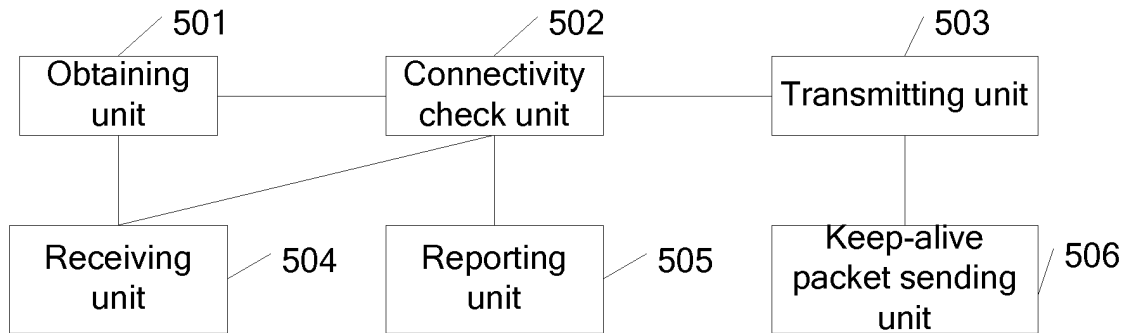 501
502
503
Obtaining
unit
Connectivity
check unit
Transmitting unit
Receiving
unit
504
Reporting
unit
505
Keep-alive
packet sending
unit
506